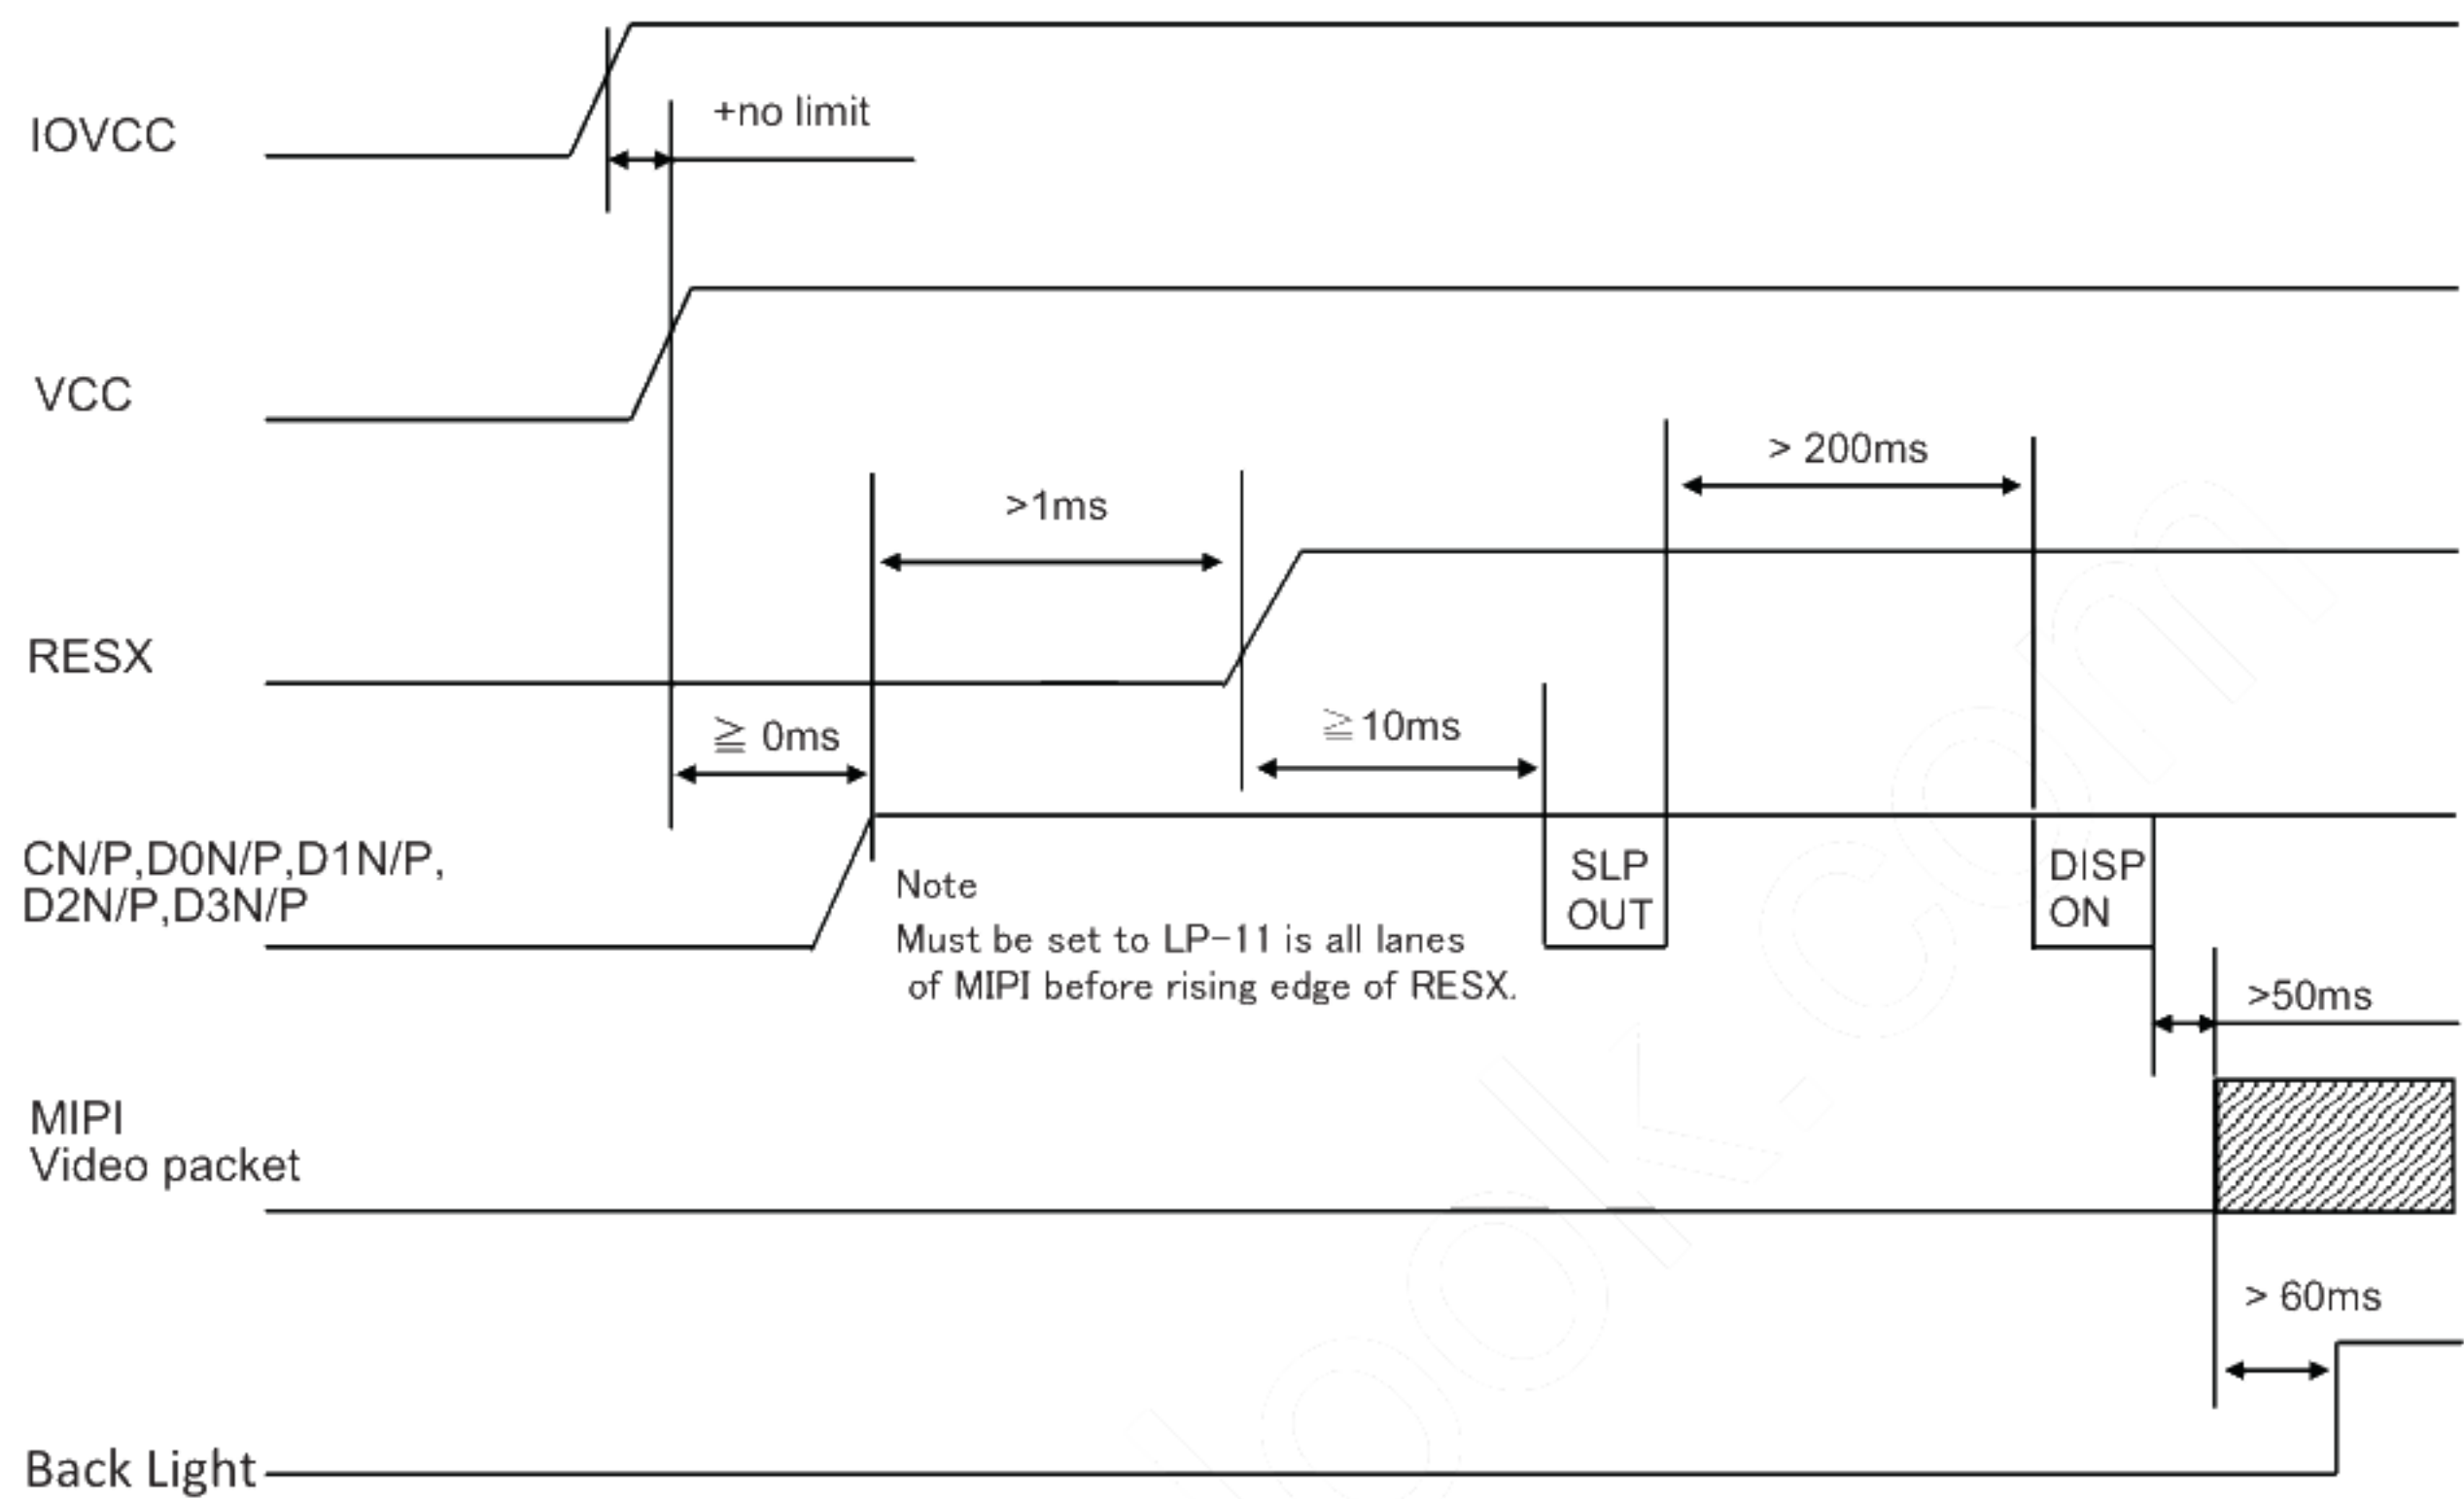 IOVCC
+no limit
VCC
> 200ms
>1ms
RESX
≧ 0ms
≧10ms
CN/P,D0N/P,D1N/P,
D2N/P,D3N/P
SLP
OUT
DISP
ON
Note
Must be set to LP-11 is all lanes
of MIPI before rising edge of RESX.
>50ms
MIPI
Video packet
> 60ms
Back Light